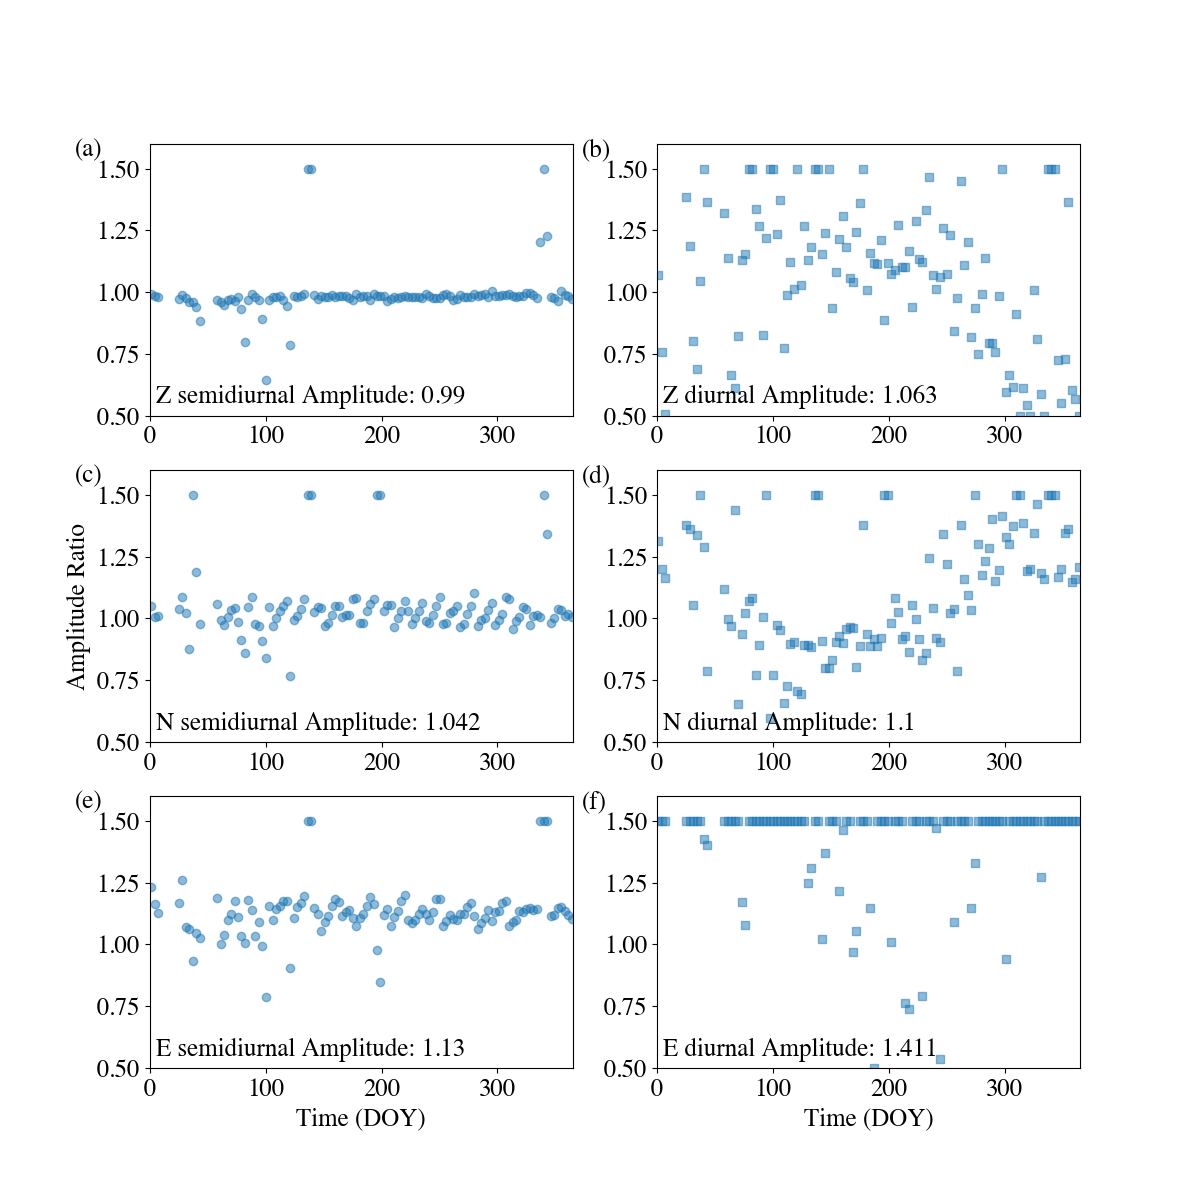 (a)
1.50
1.25
1.00
0.75
0.50
Z semidiurnal Amplitude: 0.99
0 100 200 300
(b)
1.50
1.25
1.00
0.75
0.50
Z diurnal Amplitude: 1.063
0 100 200 300
Amplitude Ratio
(c)
1.50
1.25
1.00
0.75
0.50
N semidiurnal Amplitude: 1.042
0 100 200 300
(d)
1.50
1.25
1.00
0.75
0.50
N diurnal Amplitude: 1.1
0 100 200 300
(e)
1.50
1.25
1.00
0.75
0.50
E semidiurnal Amplitude: 1.13
0 100 200 300
Time (DOY)
(f)
1.50
1.25
1.00
0.75
0.50
E diurnal Amplitude: 1.411
0 100 200 300
Time (DOY)